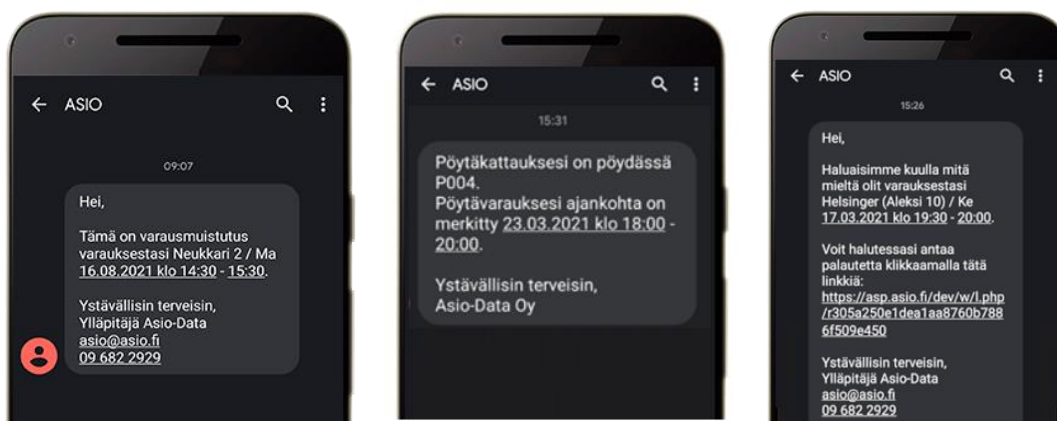 ASIO
09:07
Hei,
Tämä on varausmuistutus
varauksestasi Neukkari 2 / Ma
16.08.2021 klo 14:30 - 15:30.
Ystävällisin terveisin,
Ylläpitäjä Asio-Data
asio@asio.fi
09 682 2929
ASIO
15:31
Pöytäkattauksesi on pöydässä
P004.
Pöytävarauksesi ajankohta on
merkitty 23.03.2021 klo 18:00 -
20:00.
Ystävällisin terveisin,
Asio-Data Oy
ASIO
15:26
Hei,
Haluaisimme kuulla mitä
mieltä olit varauksestasi
Helsinger (Aleksi 10) / Ke
17.03.2021 klo 19:30 - 20:00.
Voit halutessasi antaa
palautetta klikkaamalla tätä
linkkiä:
https://asp.asio.fi/dev/w/l.php
/r305a250e1dea1aa8760b788
6f509e450
Ystävällisin terveisin,
Ylläpitäjä Asio-Data
asio@asio.fi
09 682 2929